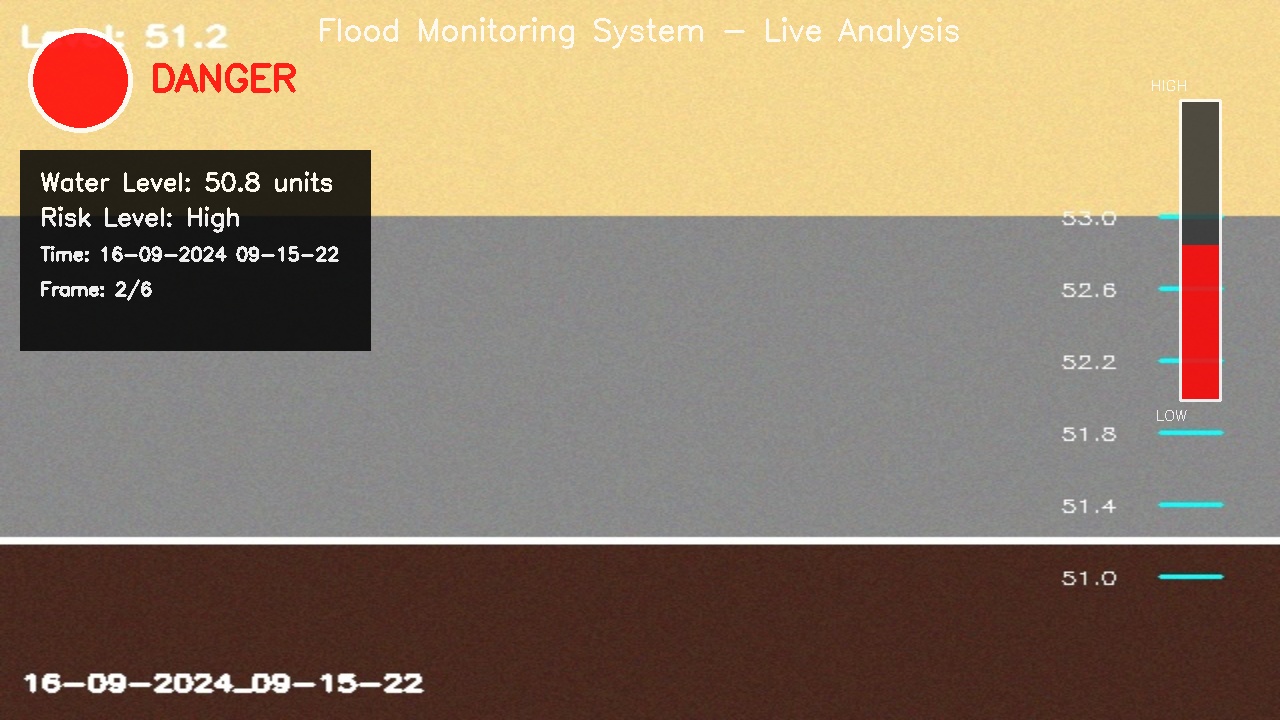 Level: 51.2
Flood Monitoring System - Live Analysis
DANGER
HIGH
Water Level: 50.8 units
Risk Level: High
Time: 16-09-2024 09-15-22
Frame: 2/6
53.0
52.6
52.2
LOW
51.8
51.4
51.0
16-09-2024_09-15-22